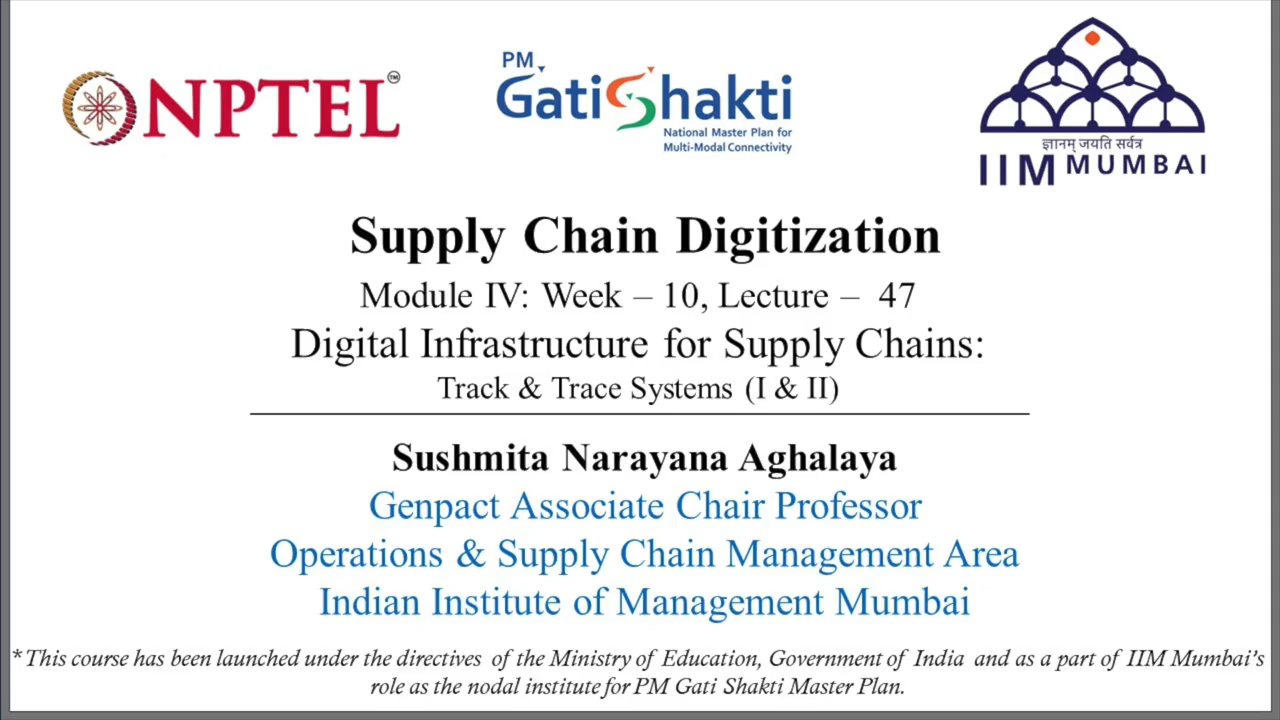 NPTEL™
PM
GatiShakti
National Master Plan for
Multi-Modal Connectivity
ज्ञानम् जयति सर्वत्र
IIM MUMBAI
Supply Chain Digitization
Module IV: Week – 10, Lecture – 47
Digital Infrastructure for Supply Chains:
Track & Trace Systems (I & II)
Sushmita Narayana Aghalaya
Genpact Associate Chair Professor
Operations & Supply Chain Management Area
Indian Institute of Management Mumbai
*This course has been launched under the directives of the Ministry of Education, Government of India and as a part of IIM Mumbai's
role as the nodal institute for PM Gati Shakti Master Plan.